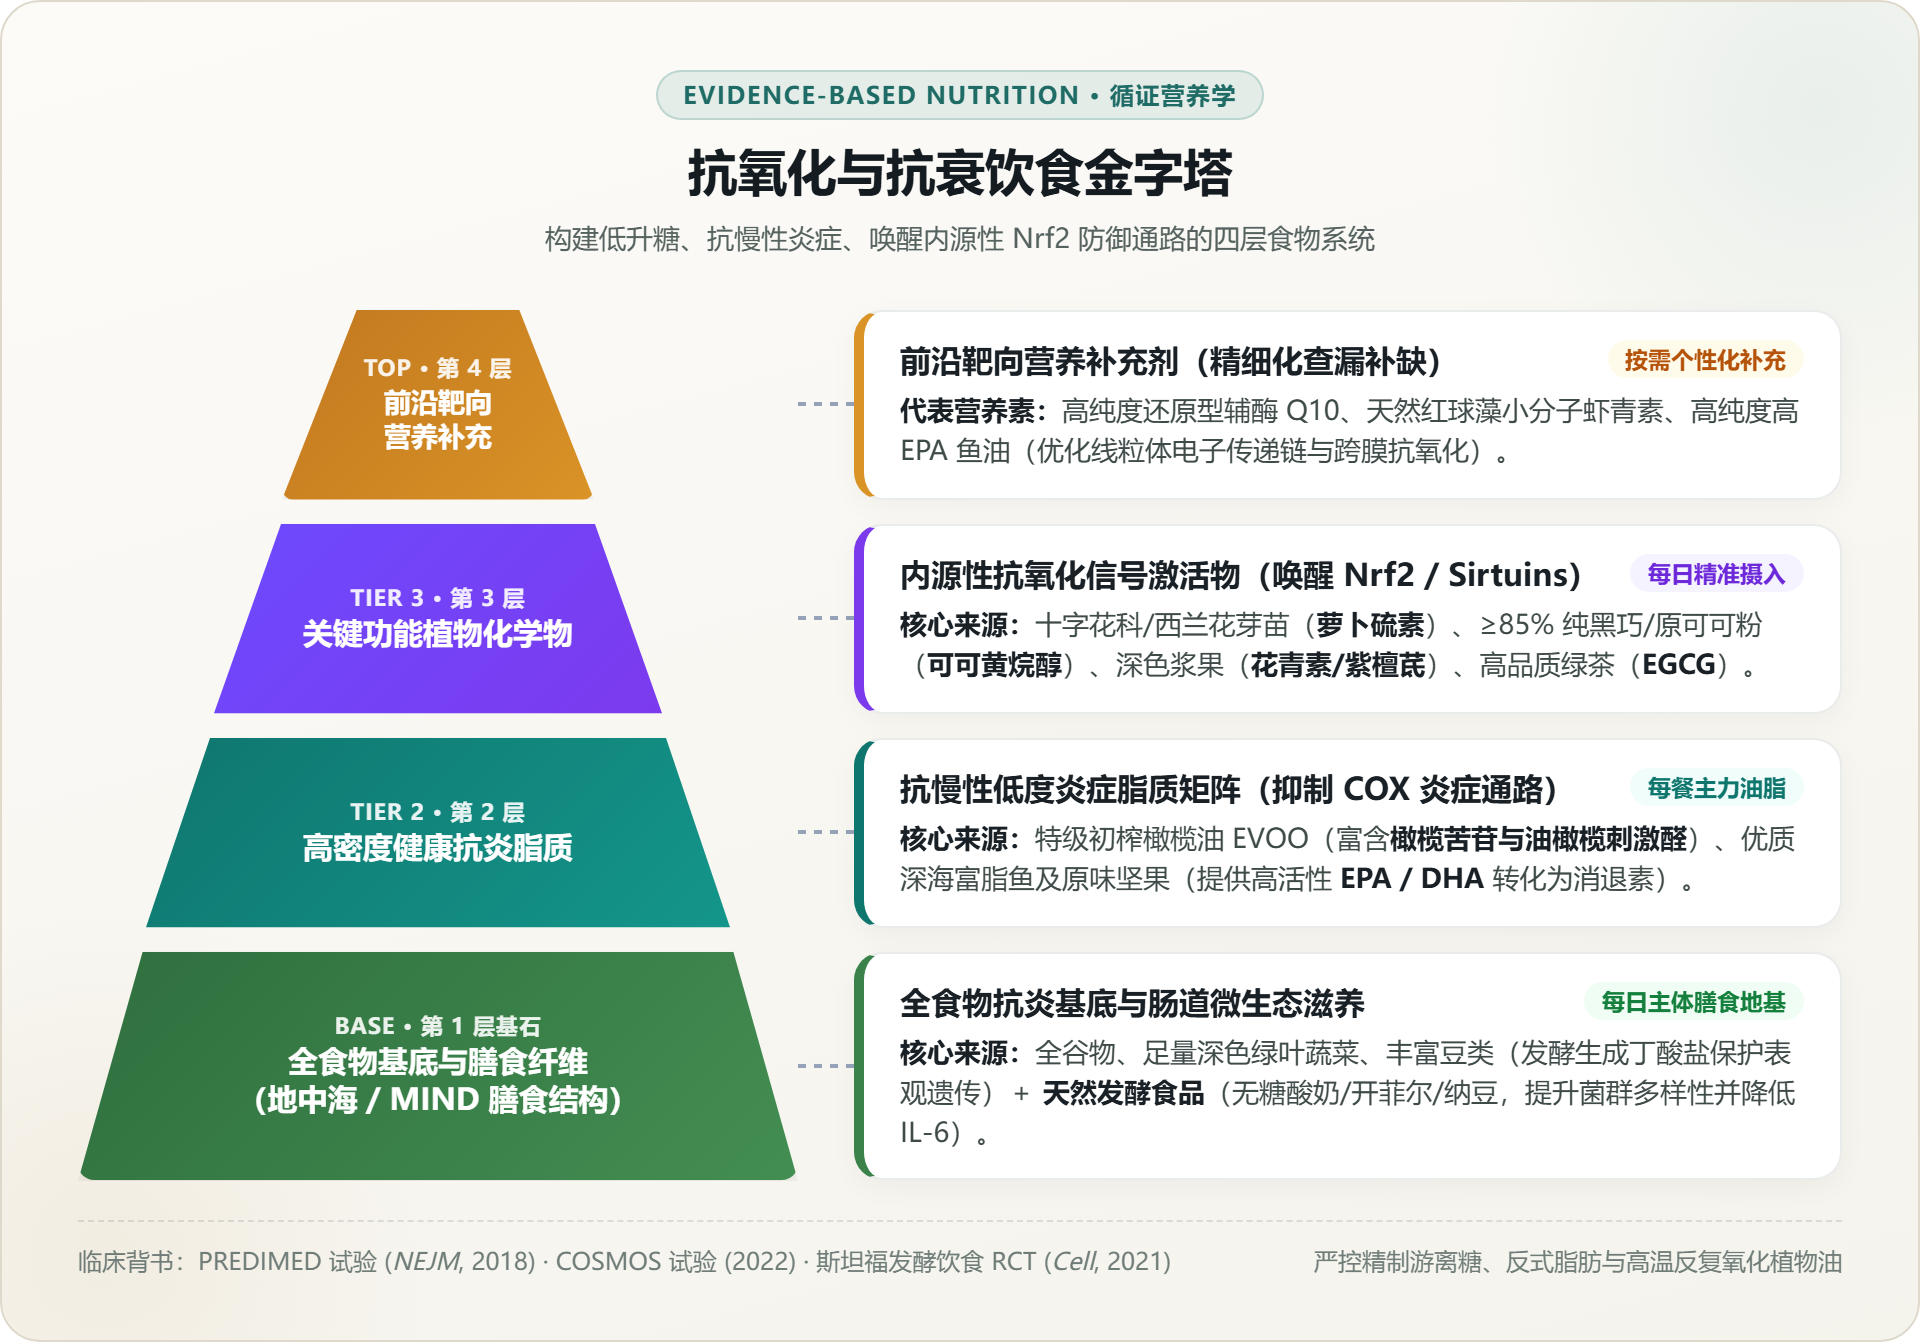 EVIDENCE-BASED NUTRITION • 循证营养学
抗氧化与抗衰饮食金字塔
构建低升糖、抗慢性炎症、唤醒内源性 Nrf2 防御通路的四层食物系统
TOP • 第 4 层
前沿靶向
营养补充
前沿靶向营养补充剂（精细化查漏补缺）
按需个性化补充
代表营养素：高纯度还原型辅酶 Q10、天然红球藻小分子虾青素、高纯度高
EPA 鱼油（优化线粒体电子传递链与跨膜抗氧化）。
TIER 3 • 第 3 层
关键功能植物化学物
内源性抗氧化信号激活物（唤醒 Nrf2 / Sirtuins）
每日精准摄入
核心来源：十字花科/西兰花芽苗（萝卜硫素）、≥85% 纯黑巧/原可可粉
（可可黄烷醇）、深色浆果（花青素/紫檀芪）、高品质绿茶（EGCG）。
TIER 2 • 第 2 层
高密度健康抗炎脂质
抗慢性低度炎症脂质矩阵（抑制 COX 炎症通路）
每餐主力油脂
核心来源：特级初榨橄榄油 EVOO（富含橄榄苦苷与油橄榄刺激醛）、优质
深海富脂鱼及原味坚果（提供高活性 EPA / DHA 转化为消退素）。
BASE • 第 1 层基石
全食物基底与膳食纤维
（地中海 / MIND 膳食结构）
全食物抗炎基底与肠道微生态滋养
每日主体膳食地基
核心来源：全谷物、足量深色绿叶蔬菜、丰富豆类（发酵生成丁酸盐保护表
观遗传）+ 天然发酵食品（无糖酸奶/开菲尔/纳豆，提升菌群多样性并降低
IL-6）。
临床背书：PREDIMED 试验 (NEJM, 2018) · COSMOS 试验 (2022) · 斯坦福发酵饮食 RCT (Cell, 2021)
严控精制游离糖、反式脂肪与高温反复氧化植物油